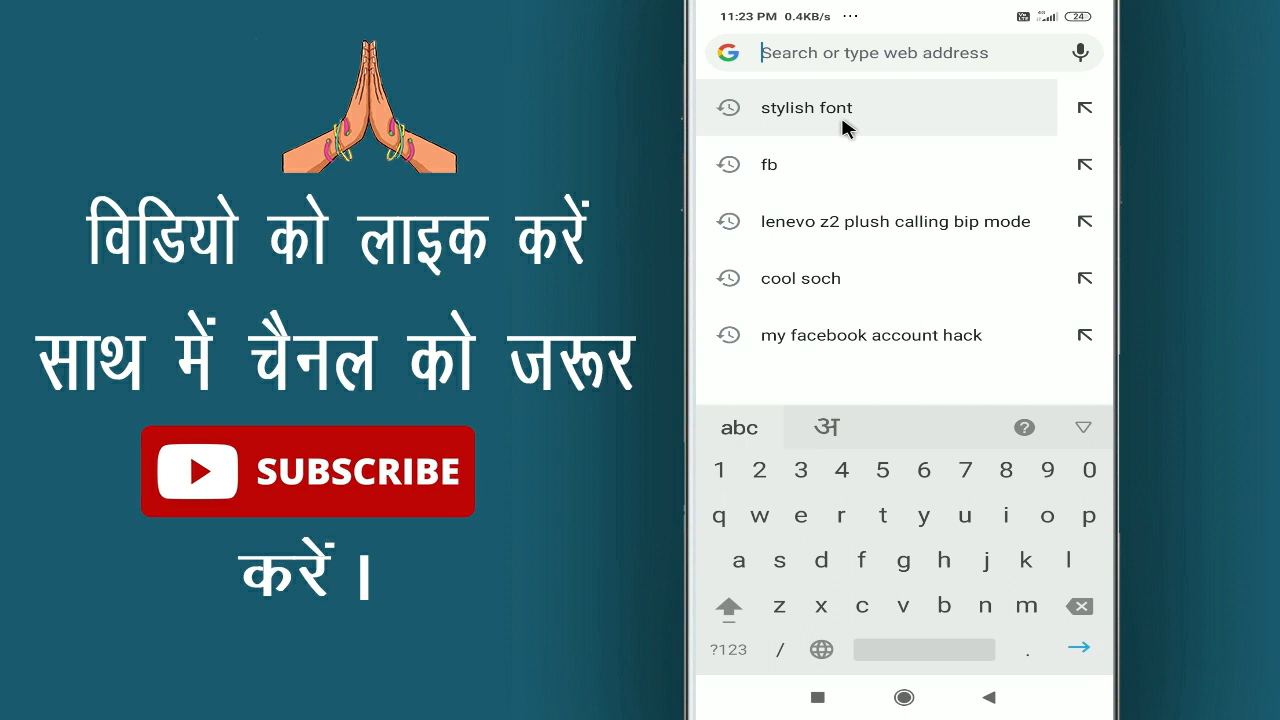 विडियो को लाइक करें
साथ में चैनल को जरूर
SUBSCRIBE
करें ।
11:23 PM 0.4KB/s ...
24
Search or type web address
stylish font
fb
lenevo z2 plush calling bip mode
cool soch
my facebook account hack
abc अ
1 2 3 4 5 6 7 8 9 0
q w e r t y u i o p
a s d f g h j k l
z x c v b n m
?123 / .